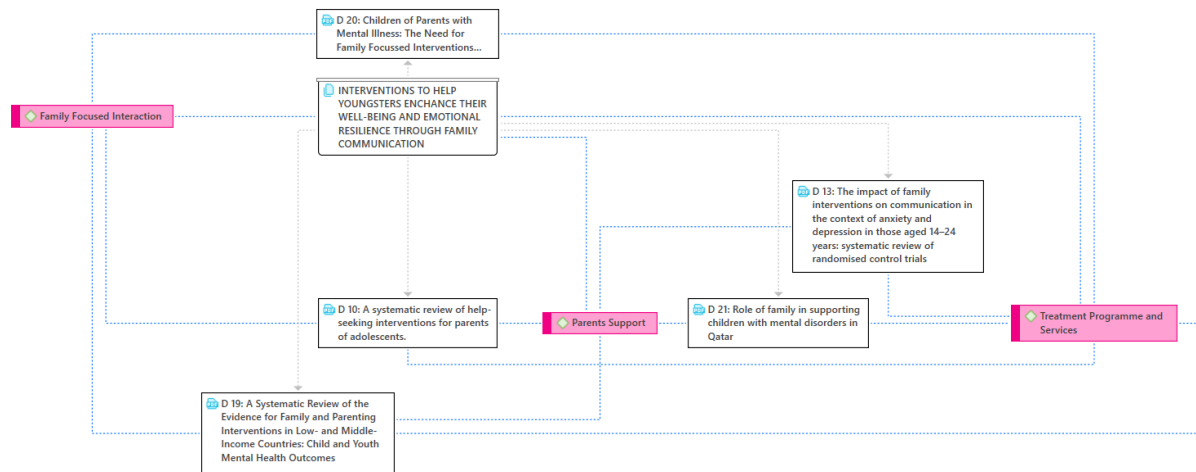 D 20: Children of Parents with
Mental Illness: The Need for
Family Focussed Interventions...
INTERVENTIONS TO HELP
YOUNGSTERS ENCHANCE THEIR
WELL-BEING AND EMOTIONAL
RESILIENCE THROUGH FAMILY
COMMUNICATION
Family Focused Interaction
D 13: The impact of family
interventions on communication in
the context of anxiety and
depression in those aged 14–24
years: systematic review of
randomised control trials
D 10: A systematic review of help-
seeking interventions for parents
of adolescents.
Parents Support
D 21: Role of family in supporting
children with mental disorders in
Qatar
Treatment Programme and
Services
D 19: A Systematic Review of the
Evidence for Family and Parenting
Interventions in Low- and Middle-
Income Countries: Child and Youth
Mental Health Outcomes